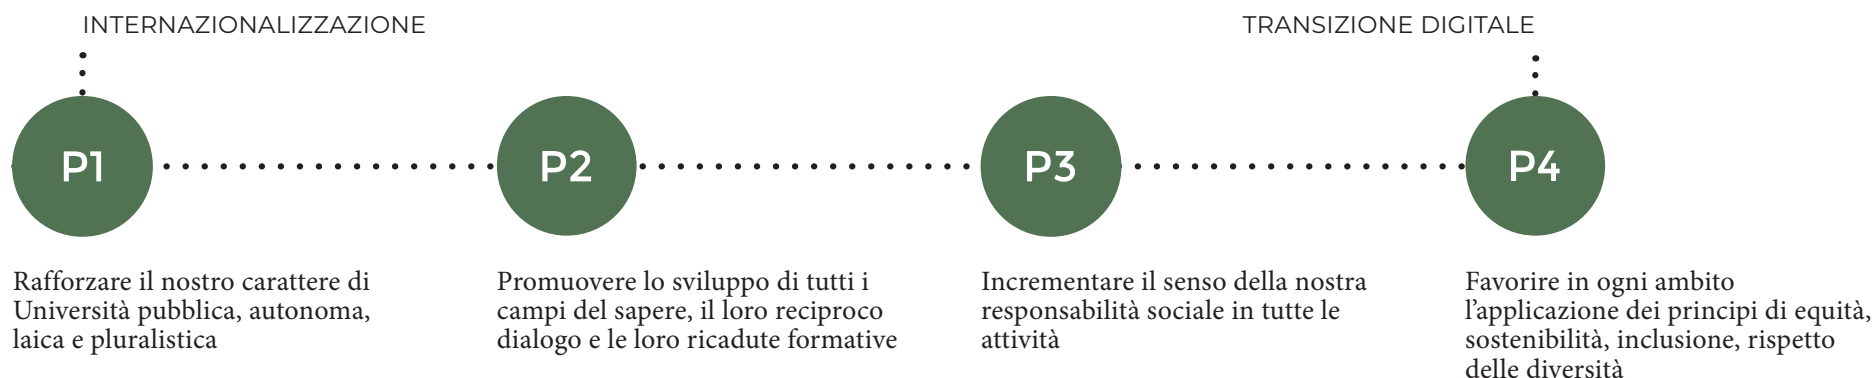 INTERNAZIONALIZZAZIONE
TRANSIZIONE DIGITALE
P1
P2
P3
P4
Rafforzare il nostro carattere di
Università pubblica, autonoma,
laica e pluralistica
Promuovere lo sviluppo di tutti i
campi del sapere, il loro reciproco
dialogo e le loro ricadute formative
Incrementare il senso della nostra
responsabilità sociale in tutte le
attività
Favorire in ogni ambito
l’applicazione dei principi di equità,
sostenibilità, inclusione, rispetto
delle diversità